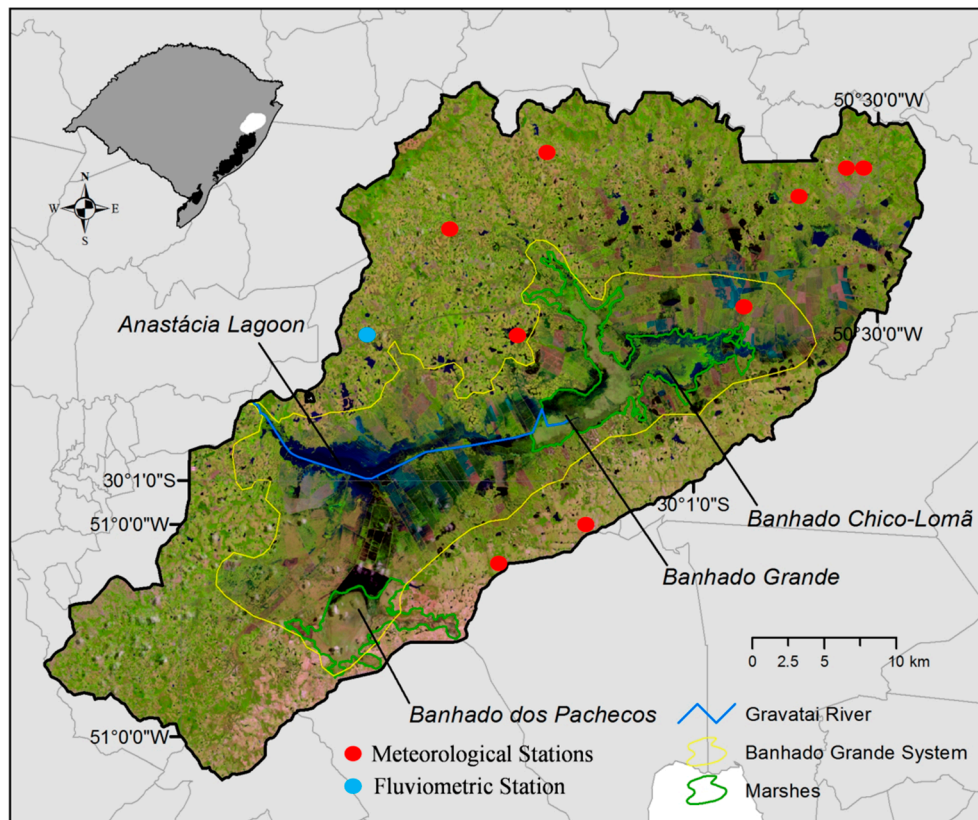 50°30'0"W
N
W E
S
Anastácia Lagoon
50°30'0"W
30°1'0"S
30°1'0"S
51°0'0"W
Banhado Chico-Lomã
Banhado Grande
0 2.5 5 10 km
Banhado dos Pachecos
Gravatai River
51°0'0"W
Meteorological Stations
Banhado Grande System
Fluviometric Station
Marshes